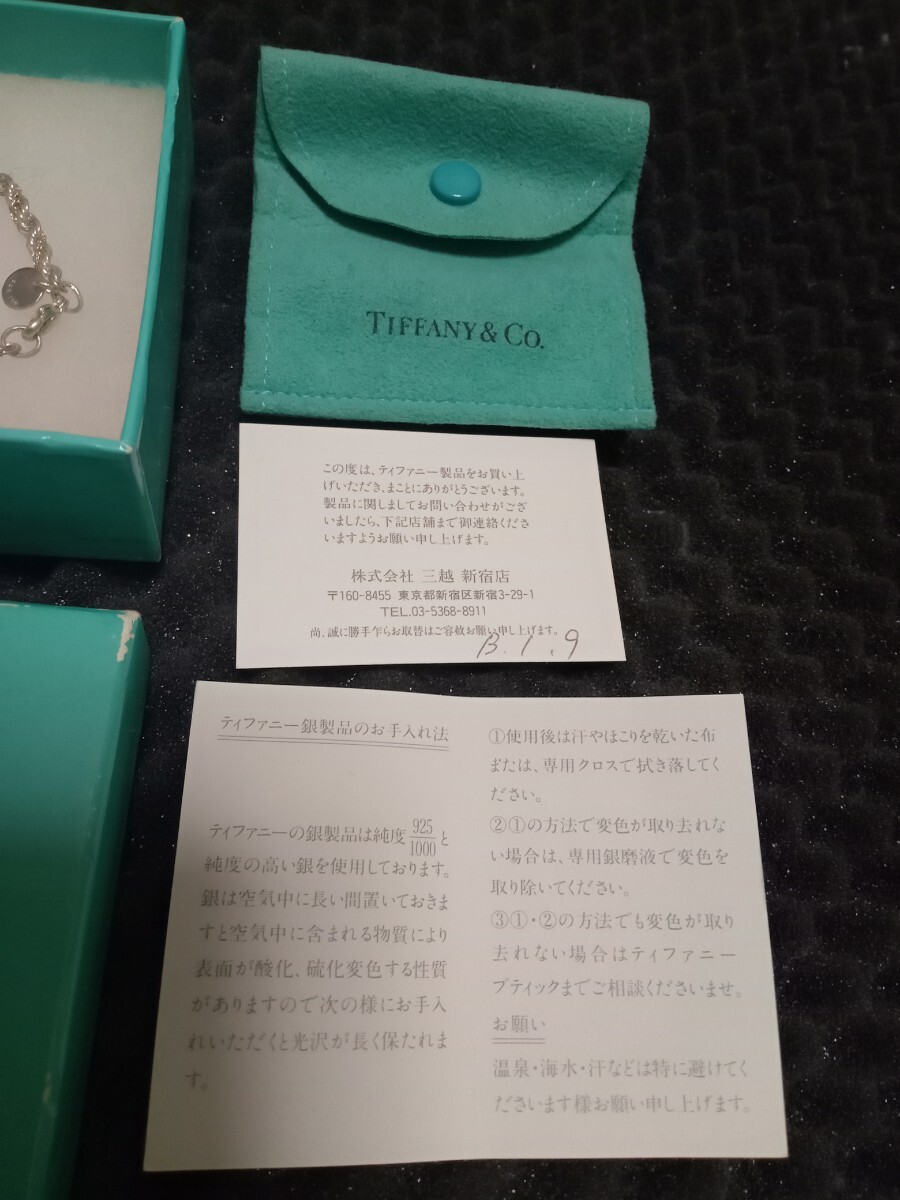 TIFFANY & CO.
この度は、ティファニー製品をお買い上
げいただき、まことにありがとうございます。
製品に関しましてお問い合わせがござ
いましたら、下記店舗まで御連絡くださ
いますようお願い申し上げます。
株式会社 三越 新宿店
〒160-8455 東京都新宿区新宿3-29-1
TEL.03-5368-8911
尚、誠に勝手乍らお取替はご容赦お願い申し上げます。
13.1.9
ティファニー銀製品のお手入れ法
ティファニーの銀製品は純度925/1000と
純度の高い銀を使用しております。
銀は空気中に長い間置いておきま
すと空気中に含まれる物質により
表面が酸化、硫化変色する性質
がありますので次の様にお手入
れいただくと光沢が長く保たれま
す。
①使用後は汗やほこりを乾いた布
または、専用クロスで拭き落してく
ださい。
②①の方法で変色が取り去れな
い場合は、専用銀磨液で変色を
取り除いてください。
③①・②の方法でも変色が取り
去れない場合はティファニー
ブティックまでご相談くださいませ。
お願い
温泉・海水・汗などは特に避けてく
ださいます様お願い申し上げます。